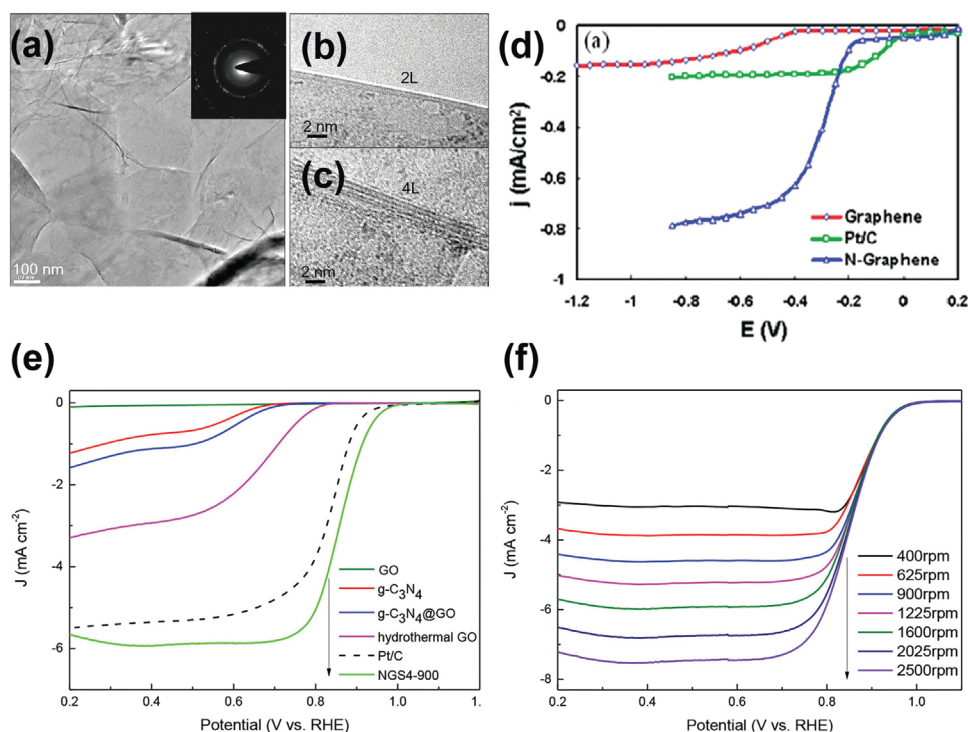 (a)
100 nm
(b)
2L
2 nm
(c)
4L
2 nm
(d)
(a)
0
-0.2
-0.4
-0.6
-0.8
-1
j (mA/cm²)
Graphene
Pt/C
N-Graphene
-1.2 -1 -0.8 -0.6 -0.4 -0.2 0 0.2
E (V)
(e)
0
-2
-4
-6
J (mA cm⁻²)
GO
g-C₃N₄
g-C₃N₄@GO
hydrothermal GO
Pt/C
NGS4-900
0.2 0.4 0.6 0.8 1.0 1.
Potential (V vs. RHE)
(f)
0
-2
-4
-6
-8
J (mA cm⁻²)
400rpm
625rpm
900rpm
1225rpm
1600rpm
2025rpm
2500rpm
0.2 0.4 0.6 0.8 1.0
Potential (V vs. RHE)